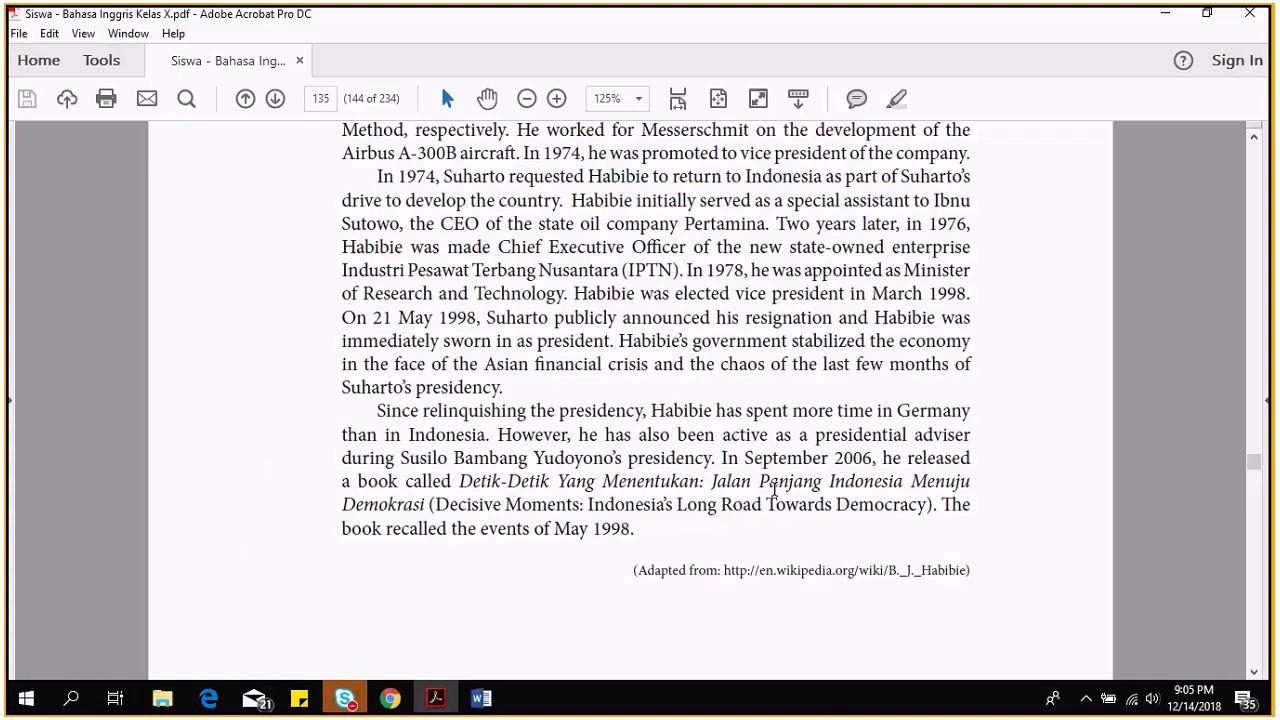 Siswa - Bahasa Inggris Kelas X.pdf - Adobe Acrobat Pro DC
File Edit View Window Help
Home Tools Siswa - Bahasa Ing... × Sign In
135 (144 of 234) 125%
Method, respectively. He worked for Messerschmit on the development of the
Airbus A-300B aircraft. In 1974, he was promoted to vice president of the company.
In 1974, Suharto requested Habibie to return to Indonesia as part of Suharto's
drive to develop the country. Habibie initially served as a special assistant to Ibnu
Sutowo, the CEO of the state oil company Pertamina. Two years later, in 1976,
Habibie was made Chief Executive Officer of the new state-owned enterprise
Industri Pesawat Terbang Nusantara (IPTN). In 1978, he was appointed as Minister
of Research and Technology. Habibie was elected vice president in March 1998.
On 21 May 1998, Suharto publicly announced his resignation and Habibie was
immediately sworn in as president. Habibie's government stabilized the economy
in the face of the Asian financial crisis and the chaos of the last few months of
Suharto's presidency.
Since relinquishing the presidency, Habibie has spent more time in Germany
than in Indonesia. However, he has also been active as a presidential adviser
during Susilo Bambang Yudoyono's presidency. In September 2006, he released
a book called Detik-Detik Yang Menentukan: Jalan Panjang Indonesia Menuju
Demokrasi (Decisive Moments: Indonesia's Long Road Towards Democracy). The
book recalled the events of May 1998.
(Adapted from: http://en.wikipedia.org/wiki/B._J._Habibie)
21
9:05 PM
12/14/2018
35